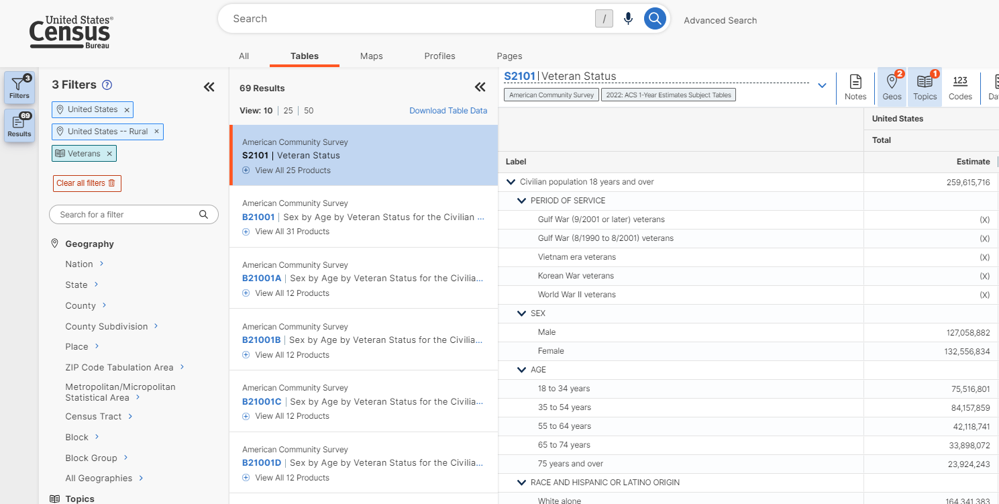 United States®
Census
Bureau
Search
/
Advanced Search
All
Tables
Maps
Profiles
Pages
3
Filters
69
Results
3 Filters ?
United States ×
United States -- Rural ×
Veterans ×
Clear all filters
Search for a filter
Geography
Nation
State
County
County Subdivision
Place
ZIP Code Tabulation Area
Metropolitan/Micropolitan
Statistical Area
Census Tract
Block
Block Group
All Geographies
Topics
69 Results
View: 10 | 25 | 50 Download Table Data
American Community Survey
S2101 | Veteran Status
View All 25 Products
American Community Survey
B21001 | Sex by Age by Veteran Status for the Civilian ...
View All 31 Products
American Community Survey
B21001A | Sex by Age by Veteran Status for the Civilia...
View All 12 Products
American Community Survey
B21001B | Sex by Age by Veteran Status for the Civilia...
View All 12 Products
American Community Survey
B21001C | Sex by Age by Veteran Status for the Civilia...
View All 12 Products
American Community Survey
B21001D | Sex by Age by Veteran Status for the Civilia...
View All 12 Products
S2101 | Veteran Status
American Community Survey
2022: ACS 1-Year Estimates Subject Tables
Notes
2
Geos
1
Topics
123
Codes
United States
Total
Label Estimate
Civilian population 18 years and over 259,615,716
PERIOD OF SERVICE
Gulf War (9/2001 or later) veterans (X)
Gulf War (8/1990 to 8/2001) veterans (X)
Vietnam era veterans (X)
Korean War veterans (X)
World War II veterans (X)
SEX
Male 127,058,882
Female 132,556,834
AGE
18 to 34 years 75,516,801
35 to 54 years 84,157,859
55 to 64 years 42,118,741
65 to 74 years 33,898,072
75 years and over 23,924,243
RACE AND HISPANIC OR LATINO ORIGIN
White alone 164,341,383